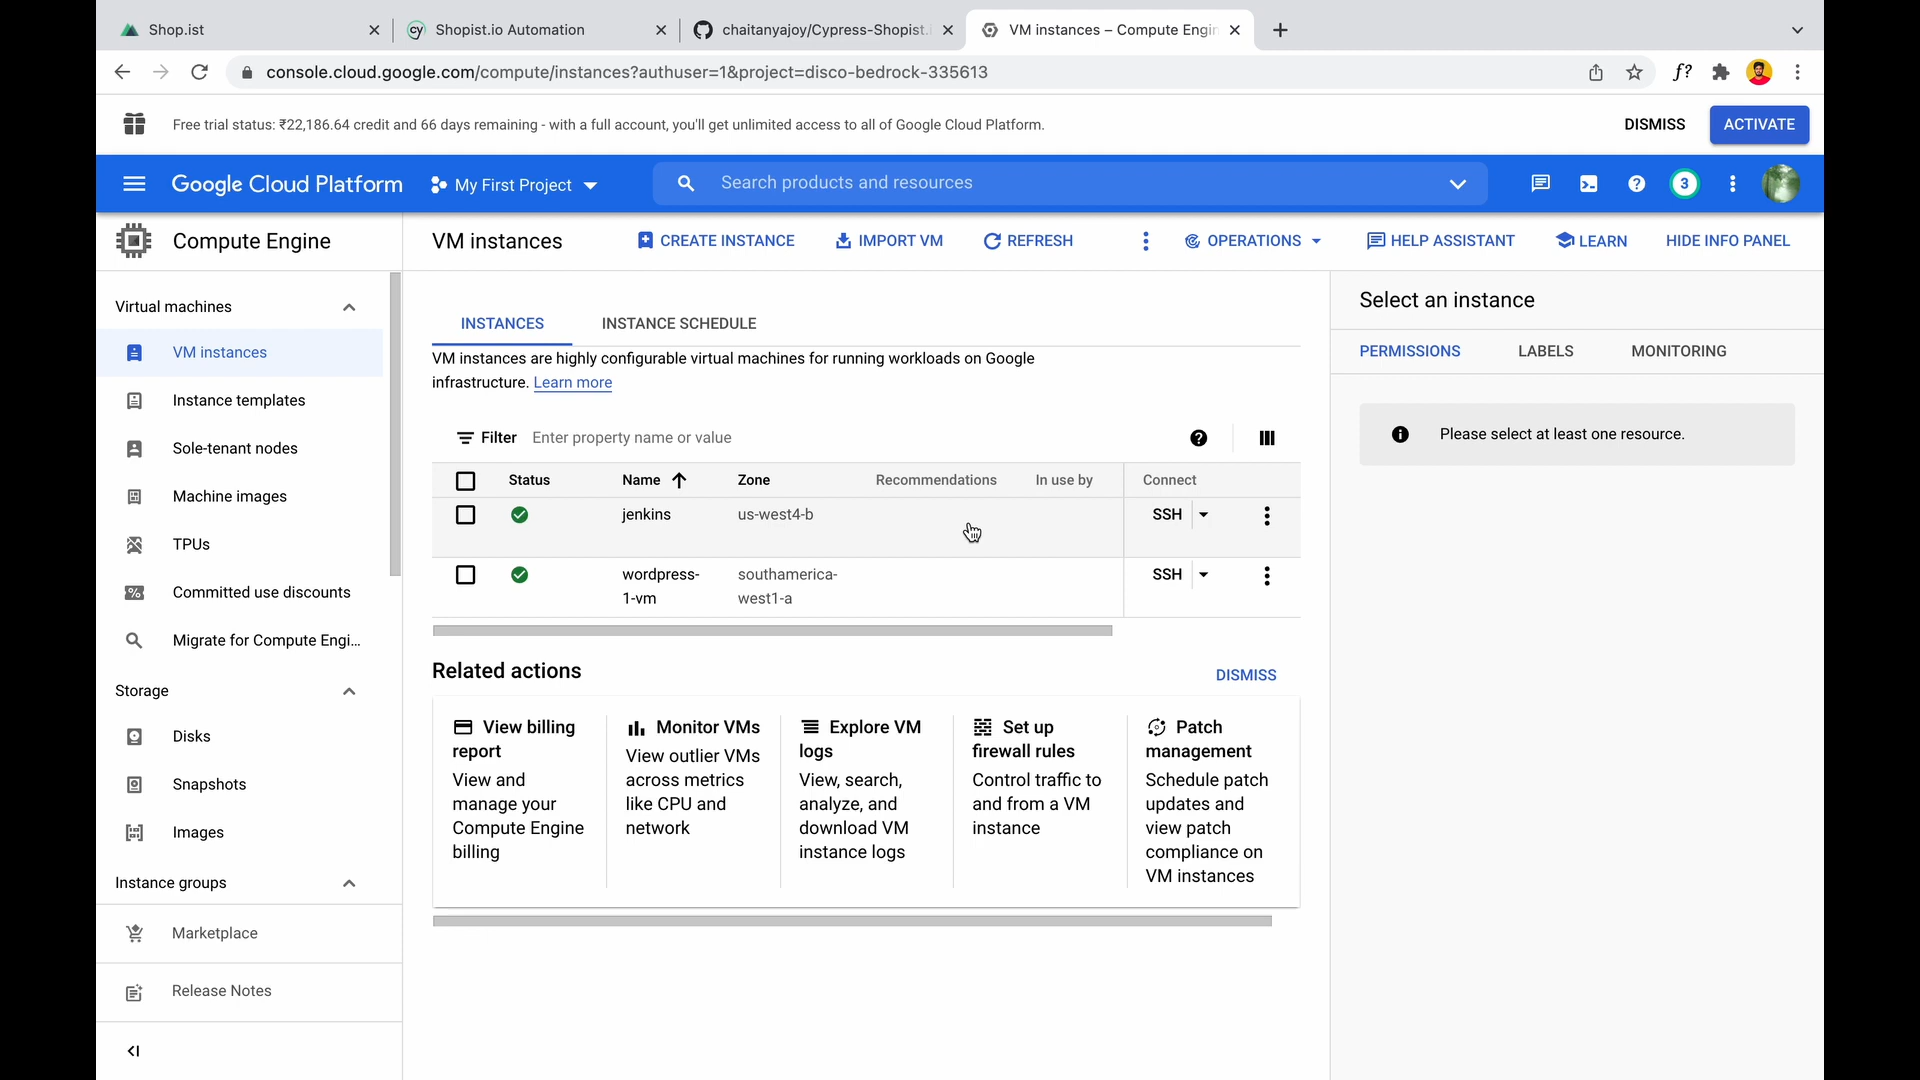 Shop.ist
Shopist.io Automation
chaitanyajoy/Cypress-Shopist.
VM instances – Compute Engin
console.cloud.google.com/compute/instances?authuser=1&project=disco-bedrock-335613
f?
Free trial status: ₹22,186.64 credit and 66 days remaining - with a full account, you'll get unlimited access to all of Google Cloud Platform.
DISMISS
ACTIVATE
Google Cloud Platform
My First Project
Search products and resources
3
Compute Engine
VM instances
CREATE INSTANCE
IMPORT VM
REFRESH
OPERATIONS
HELP ASSISTANT
LEARN
HIDE INFO PANEL
Virtual machines
VM instances
Instance templates
Sole-tenant nodes
Machine images
TPUs
Committed use discounts
Migrate for Compute Engi...
Storage
Disks
Snapshots
Images
Instance groups
Marketplace
Release Notes
INSTANCES
INSTANCE SCHEDULE
VM instances are highly configurable virtual machines for running workloads on Google
infrastructure. Learn more
Filter
Enter property name or value
Status
Name
Zone
Recommendations
In use by
Connect
jenkins
us-west4-b
SSH
wordpress-
1-vm
southamerica-
west1-a
SSH
Related actions
DISMISS
View billing
report
View and
manage your
Compute Engine
billing
Monitor VMs
View outlier VMs
across metrics
like CPU and
network
Explore VM
logs
View, search,
analyze, and
download VM
instance logs
Set up
firewall rules
Control traffic to
and from a VM
instance
Patch
management
Schedule patch
updates and
view patch
compliance on
VM instances
Select an instance
PERMISSIONS
LABELS
MONITORING
Please select at least one resource.